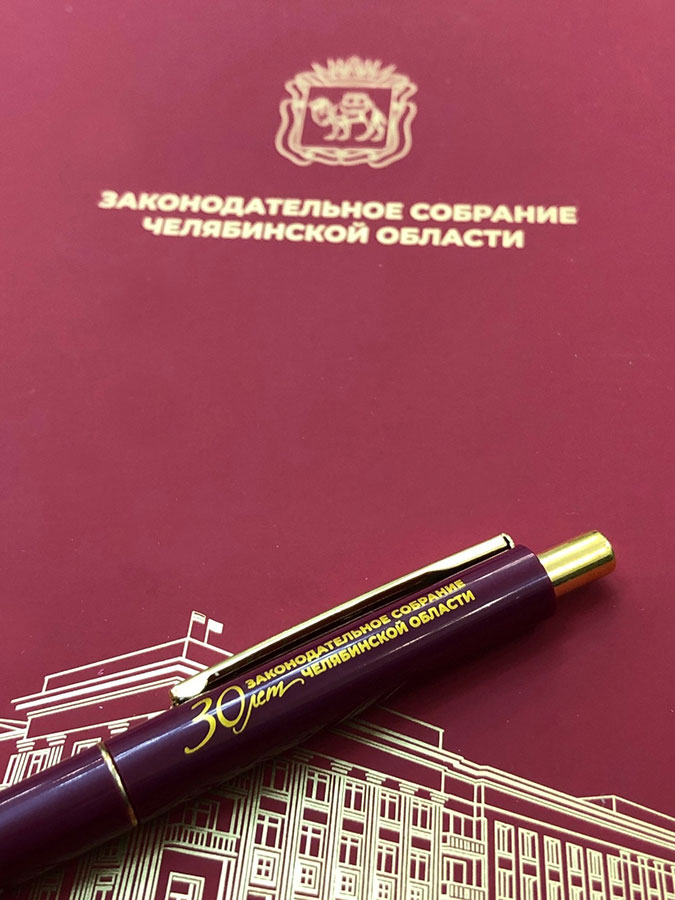 ЗАКОНОДАТЕЛЬНОЕ СОБРАНИЕ
ЧЕЛЯБИНСКОЙ ОБЛАСТИ
30 лет ЗАКОНОДАТЕЛЬНОЕ СОБРАНИЕ
ЧЕЛЯБИНСКОЙ ОБЛАСТИ